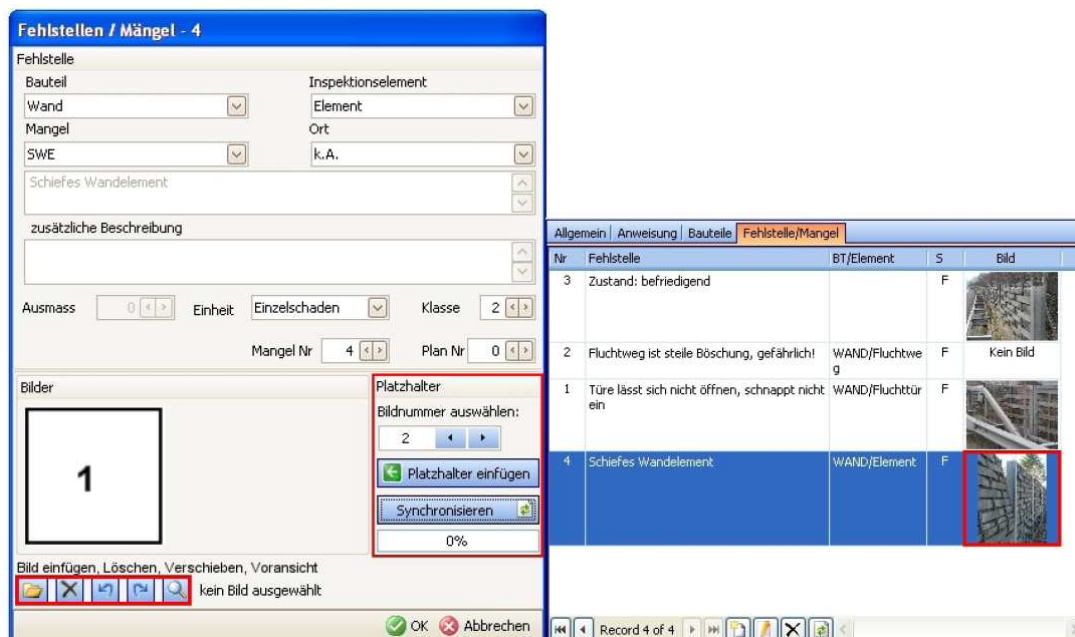 Fehlstellen / Mängel - 4
Fehlstelle
Bauteil Inspektionselement
Wand Element
Mangel Ort
SWE k.A.
Schiefes Wandelement
zusätzliche Beschreibung
Ausmass 0 Einheit Einzelschaden Klasse 2
Mangel Nr 4 Plan Nr 0
Bilder
1
Platzhalter
Bildnummer auswählen:
2
Platzhalter einfügen
Synchronisieren
0%
Bild einfügen, Löschen, Verschieben, Voransicht
kein Bild ausgewählt
OK Abbrechen
Allgemein Anweisung Bauteile Fehlstelle/Mangel
Nr Fehlstelle BT/Element S Bild
3 Zustand: befriedigend F
2 Fluchtweg ist steile Böschung, gefährlich! WAND/Fluchtwe F Kein Bild
g
1 Türe lässt sich nicht öffnen, schnappt nicht WAND/Fluchttür F
ein
4 Schiefes Wandelement WAND/Element F
Record 4 of 4